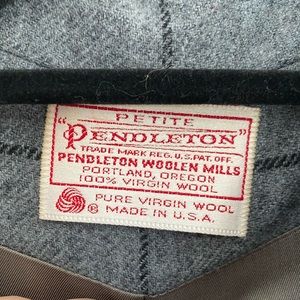 PETITE
"PENDLETON"
TRADE MARK REG. U.S. PAT. OFF.
PENDLETON WOOLEN MILLS
PORTLAND, OREGON
100% VIRGIN WOOL
PURE VIRGIN WOOL
® MADE IN U.S.A.